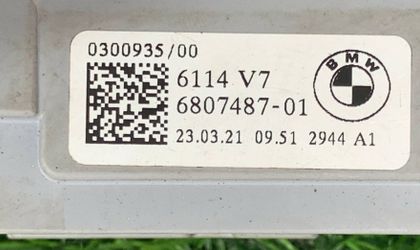 0300935/00
6114 V7
6807487-01
BMW
23.03.21 09.51 2944 A1